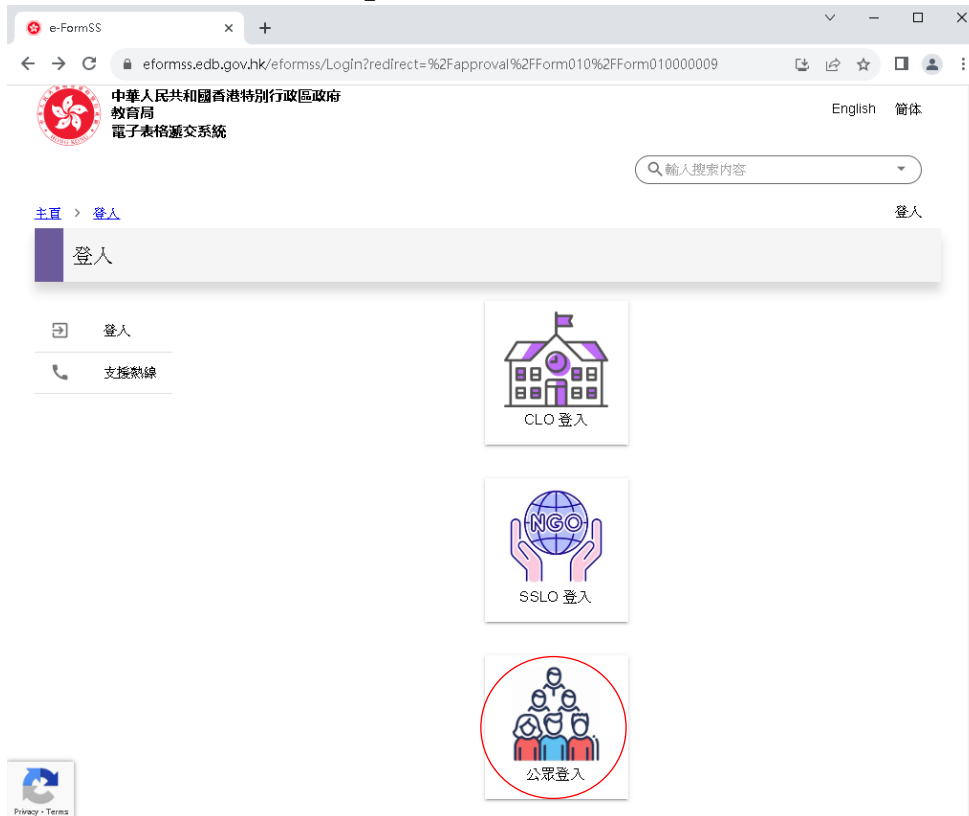 e-FormSS
eformss.edb.gov.hk/eformss/Login?redirect=%2Fapproval%2FForm010%2FForm010000009
中華人民共和國香港特別行政區政府
教育局
電子表格遞交系統
English 簡体
HONG KONG
輸入搜索内容
主頁 > 登入
登入
登入
登入
支援熱線
CLO 登入
NGO
SSLO 登入
公眾登入
Privacy - Terms